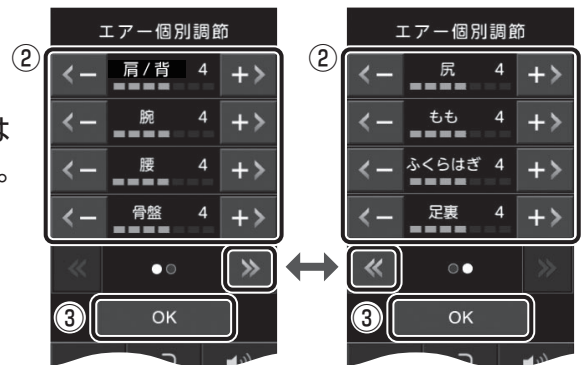 エアー個別調節
②
肩/背 4
腕 4
腰 4
骨盤 4
③
OK
は
。
エアー個別調節
②
尻 4
もも 4
ふくらはぎ 4
足裏 4
③
OK